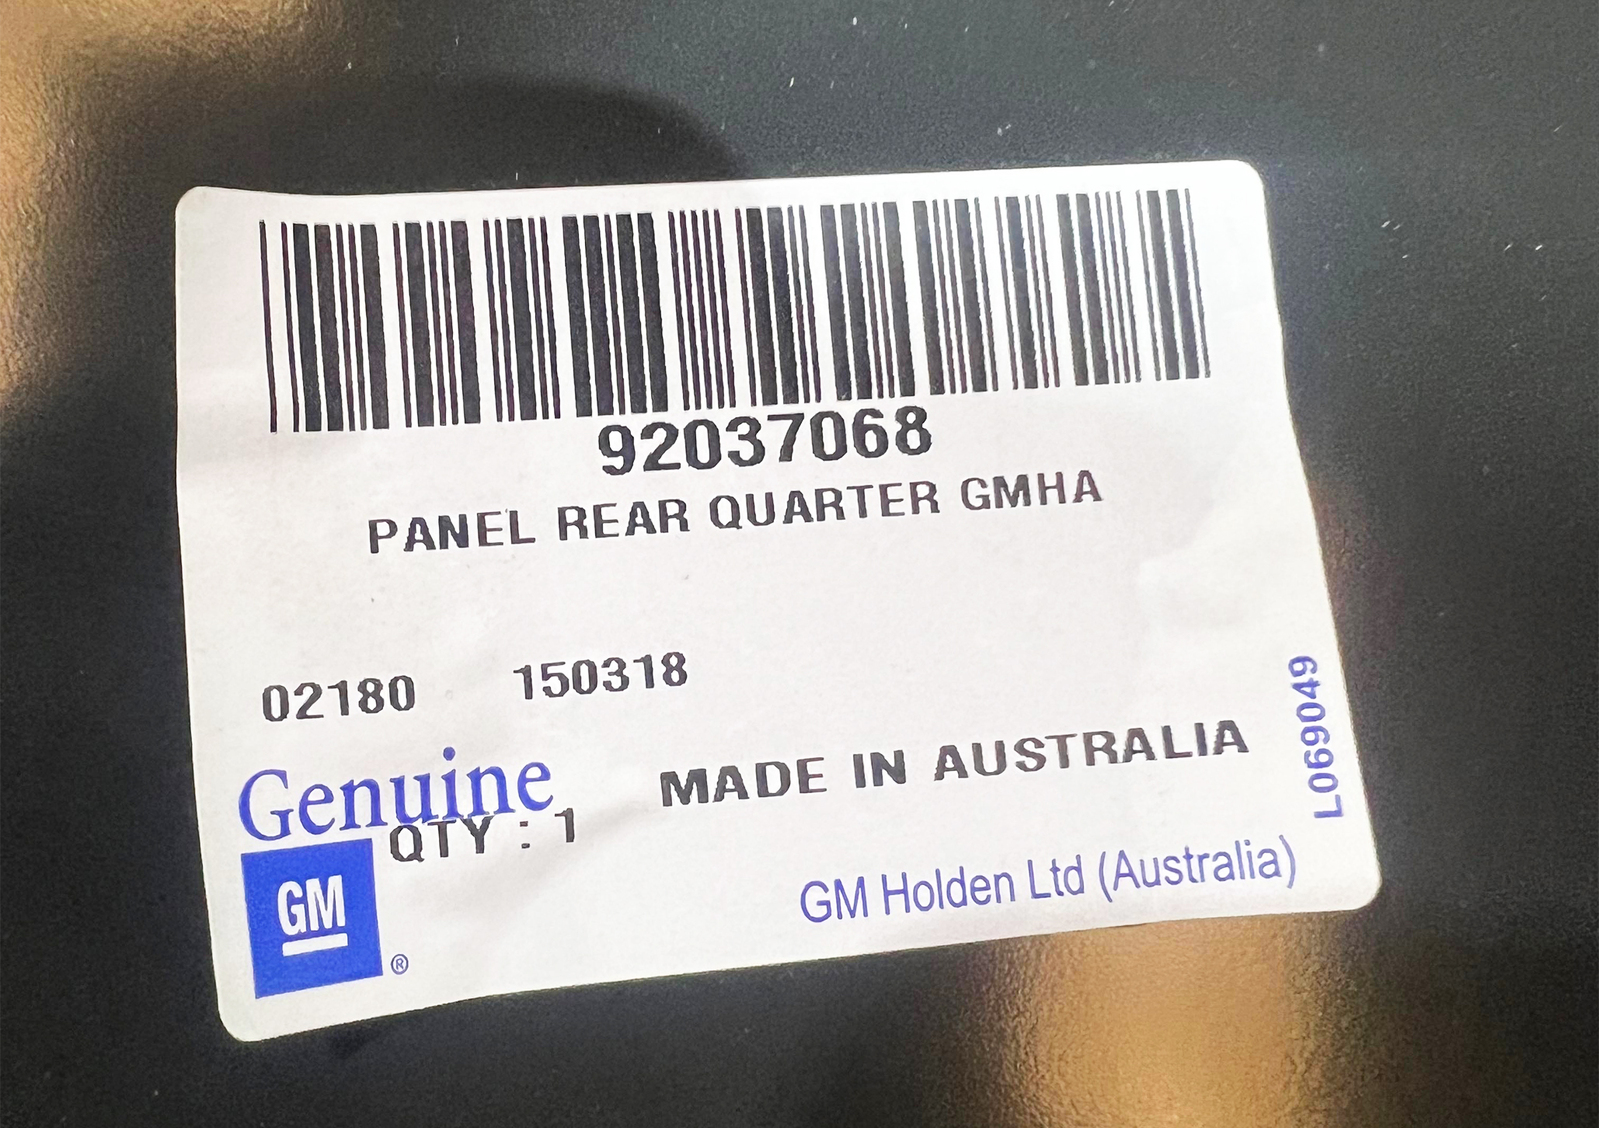 92037068
PANEL REAR QUARTER GMHA
02180 150318
Genuine
MADE IN AUSTRALIA
QTY : 1
GM
®
GM Holden Ltd (Australia)
L069049